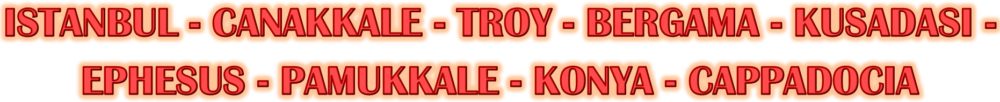 ISTANBUL - CANAKKALE - TROY - BERGAMA - KUSADASI -
EPHESUS - PAMUKKALE - KONYA - CAPPADOCIA